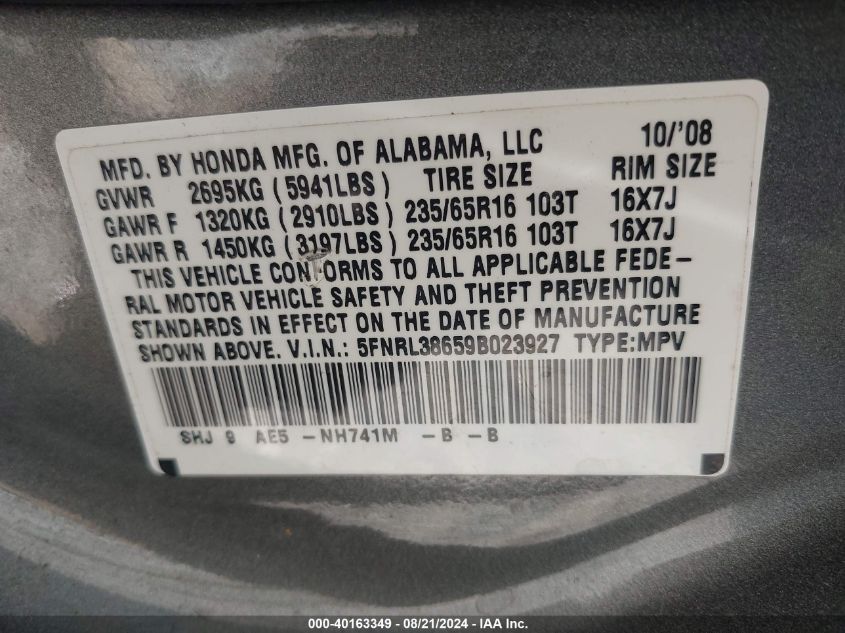 MFD. BY HONDA MFG. OF ALABAMA, LLC 10/'08
GVWR 2695KG (5941LBS) TIRE SIZE RIM SIZE
GAWR F 1320KG (2910LBS) 235/65R16 103T 16X7J
GAWR R 1450KG (3197LBS) 235/65R16 103T 16X7J
THIS VEHICLE CONFORMS TO ALL APPLICABLE FEDE-
RAL MOTOR VEHICLE SAFETY AND THEFT PREVENTION
STANDARDS IN EFFECT ON THE DATE OF MANUFACTURE
SHOWN ABOVE. V.I.N.: 5FNRL38659B023927 TYPE:MPV
SHJ 9 AE5 -NH741M -B -B
000-40163349 - 08/21/2024 - IAA Inc.